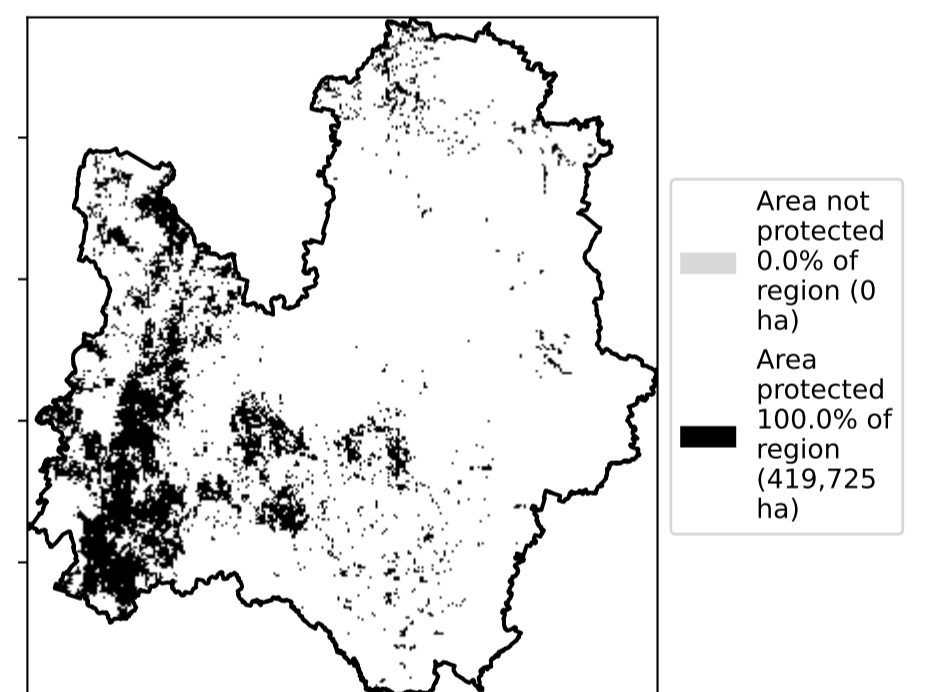 Area not
protected
0.0% of
region (0
ha)
Area
protected
100.0% of
region
(419,725
ha)